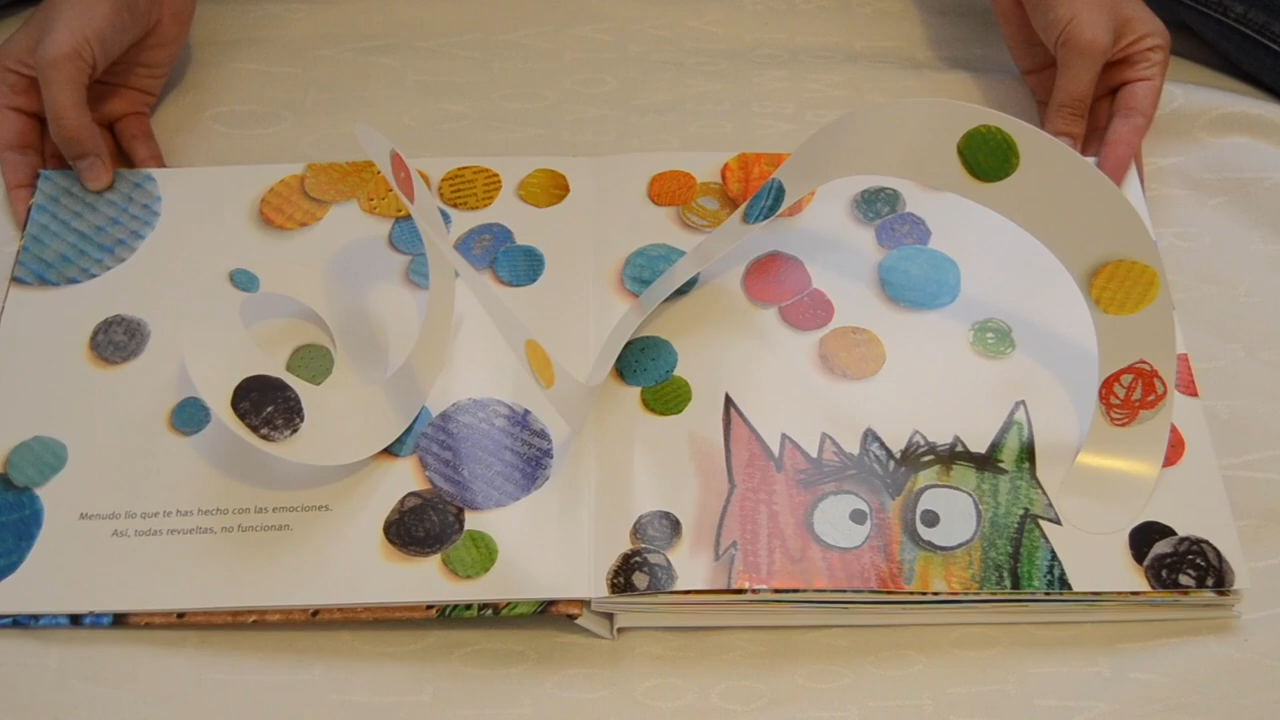 Menudo lío que te has hecho con las emociones.
Así, todas revueltas, no funcionan.